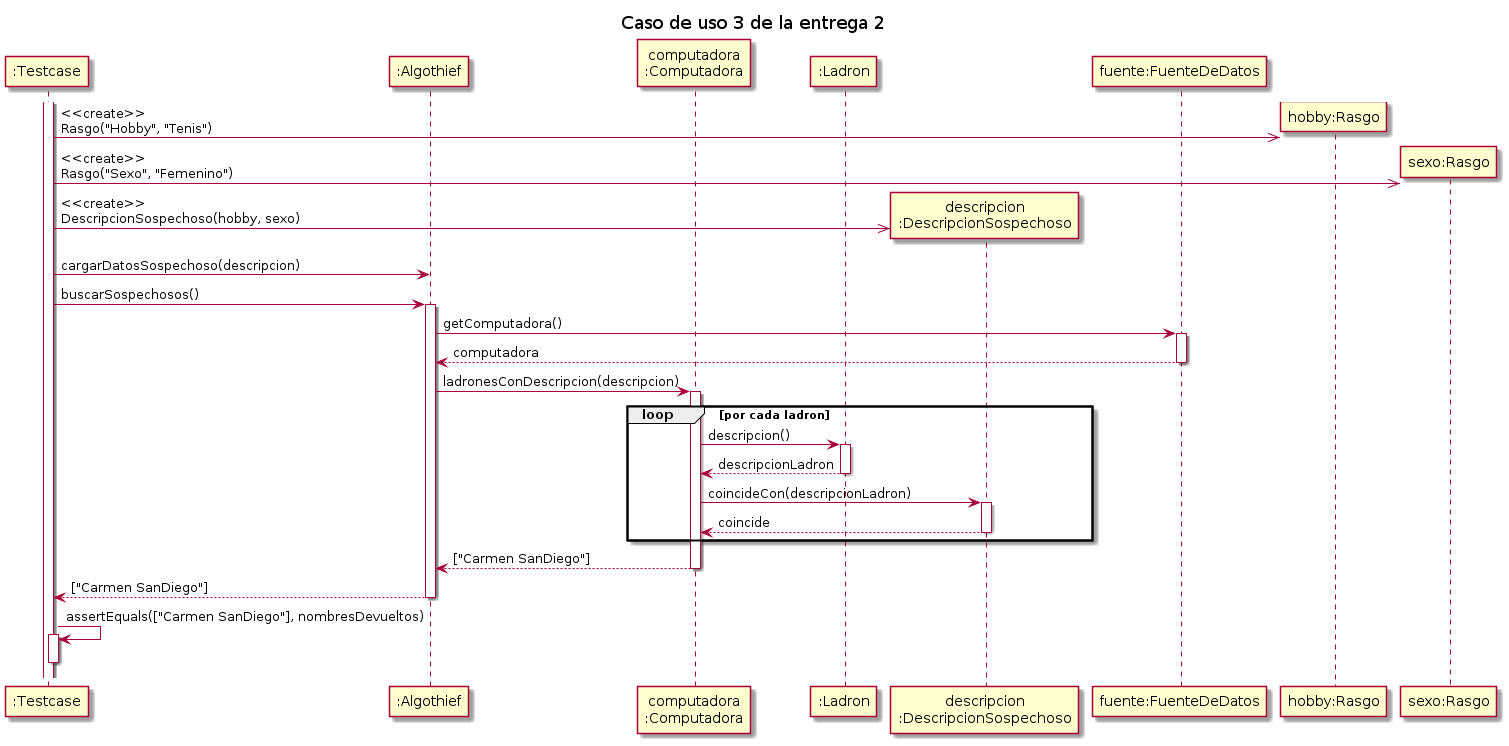 Caso de uso 3 de la entrega 2
:Testcase
:Algothief
computadora
:Computadora
:Ladron
fuente:FuenteDeDatos
<<create>>
Rasgo("Hobby", "Tenis")
hobby:Rasgo
<<create>>
Rasgo("Sexo", "Femenino")
sexo:Rasgo
<<create>>
DescripcionSospechoso(hobby, sexo)
descripcion
:DescripcionSospechoso
cargarDatosSospechoso(descripcion)
buscarSospechosos()
getComputadora()
computadora
ladronesConDescripcion(descripcion)
loop
[por cada ladron]
descripcion()
descripcionLadron
coincideCon(descripcionLadron)
coincide
["Carmen SanDiego"]
["Carmen SanDiego"]
assertEquals(["Carmen SanDiego"], nombresDevueltos)
:Testcase
:Algothief
computadora
:Computadora
:Ladron
descripcion
:DescripcionSospechoso
fuente:FuenteDeDatos
hobby:Rasgo
sexo:Rasgo